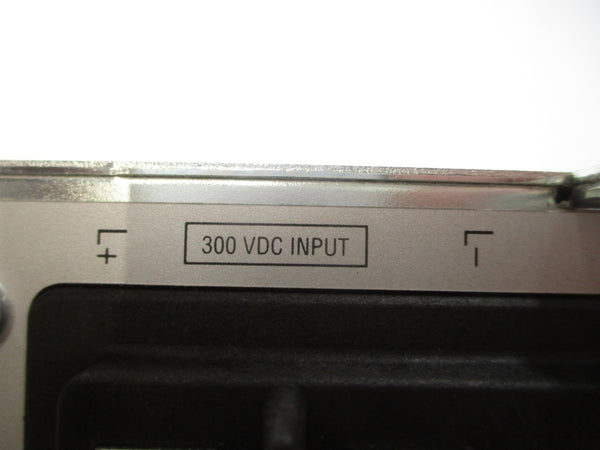 L+
300 VDC INPUT
L-